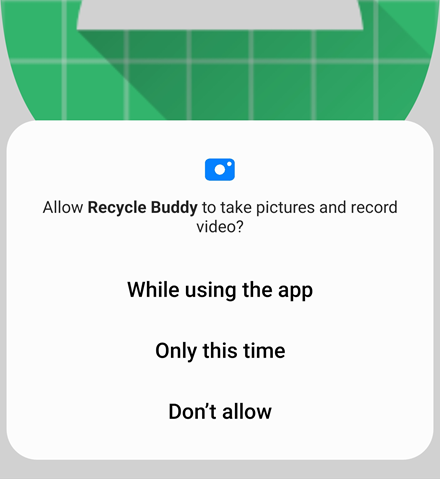 Allow Recycle Buddy to take pictures and record
video?
While using the app
Only this time
Don’t allow